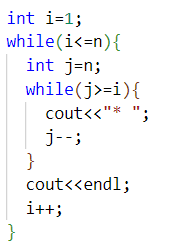 int i=1;
while(i<=n){
  int j=n;
  while(j>=i){
    cout<<"* ";
    j--;
  }
  cout<<endl;
  i++;
}